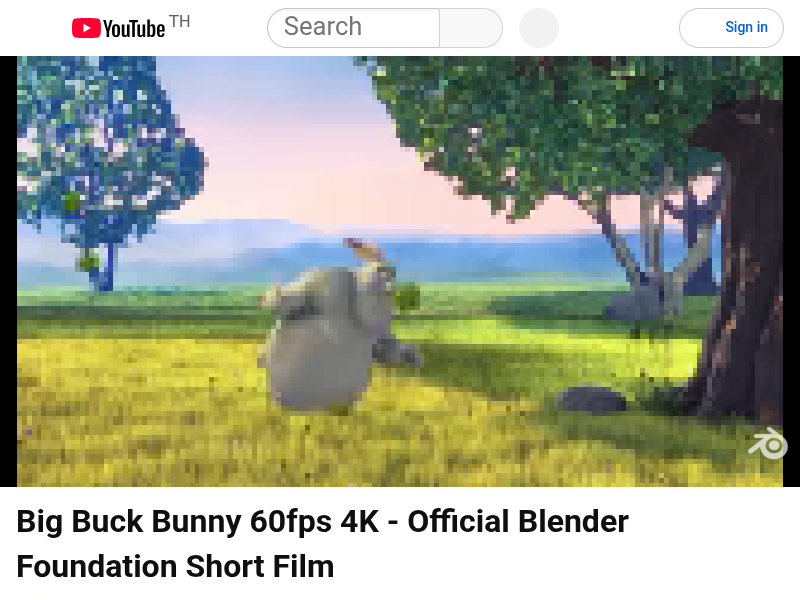 YouTube TH
Search
Sign in
Big Buck Bunny 60fps 4K - Official Blender
Foundation Short Film